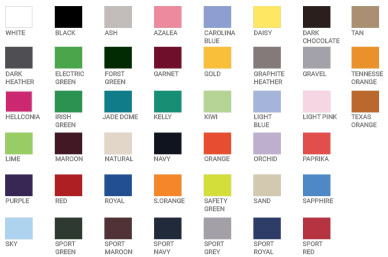 WHITE BLACK ASH AZALEA CAROLINA BLUE DAISY DARK CHOCOLATE TAN
DARK HEATHER ELECTRIC GREEN FORST GREEN GARNET GOLD GRAPHITE HEATHER GRAVEL TENNESSE ORANGE
HELLCONIA IRISH GREEN JADE DOME KELLY KIWI LIGHT BLUE LIGHT PINK TEXAS ORANGE
LIME MAROON NATURAL NAVY ORANGE ORCHID PAPRIKA
PURPLE RED ROYAL S.ORANGE SAFETY GREEN SAND SAPPHIRE
SKY SPORT GREEN SPORT MAROON SPORT NAVY SPORT GREY SPORT ROYAL SPORT RED